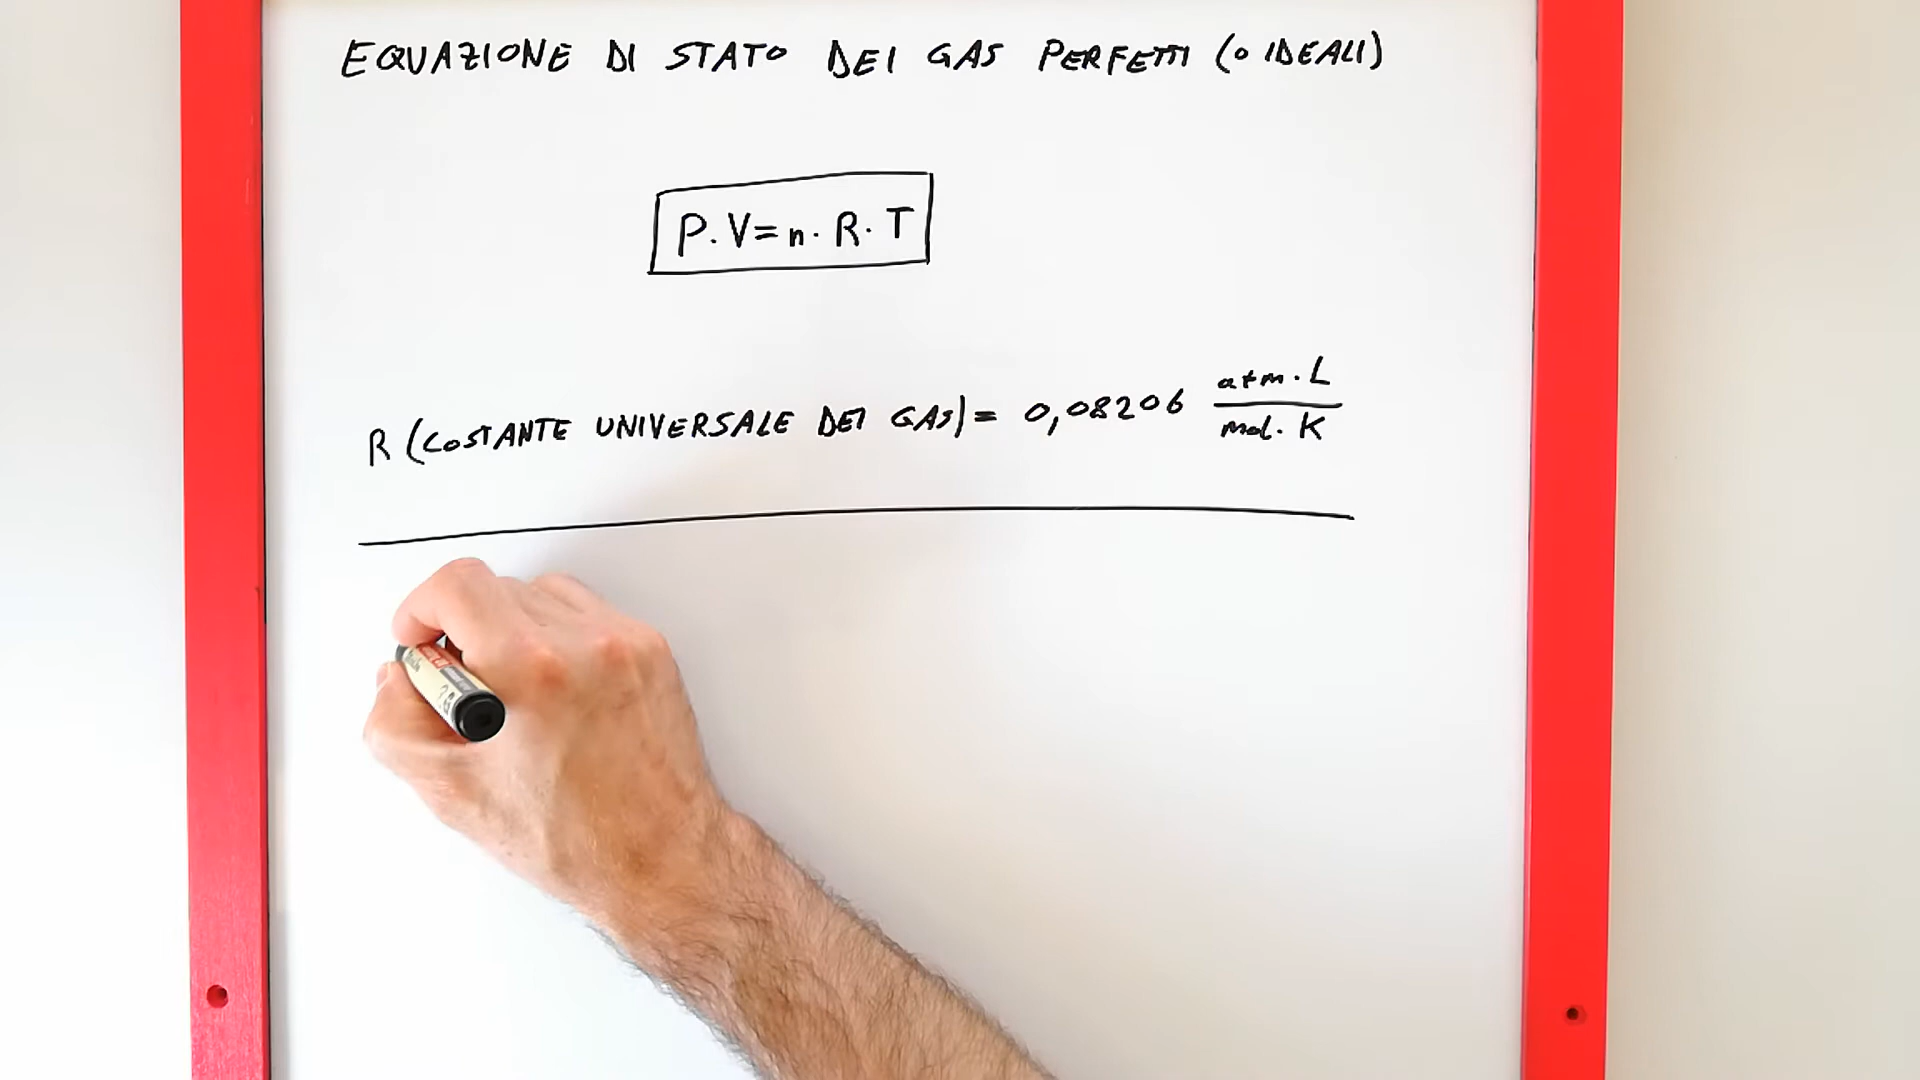 EQUAZIONE DI STATO DEI GAS PERFETTI (O IDEALI)
P·V=n·R·T
R (COSTANTE UNIVERSALE DEI GAS)= 0,08206 atm·L / mol·K